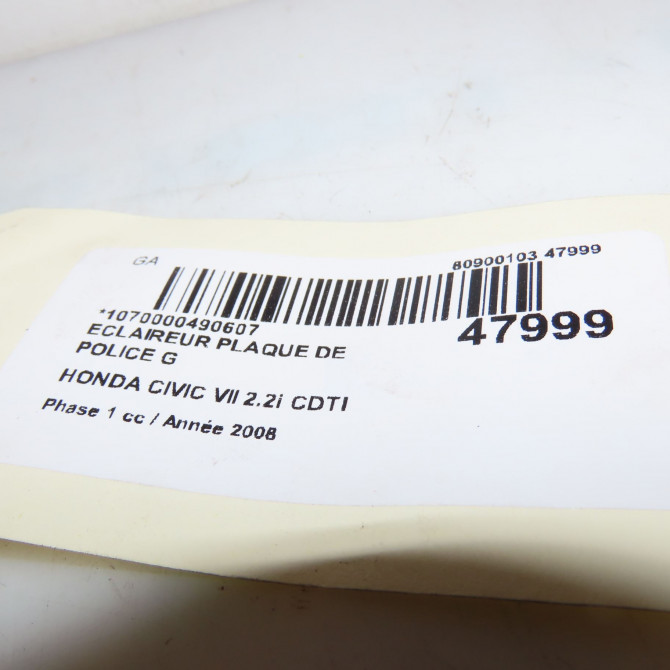 GA
80900103 47999
*1070000490607
47999
ECLAIREUR PLAQUE DE
POLICE G
HONDA CIVIC VII 2.2i CDTI
Phase 1 cc / Année 2008